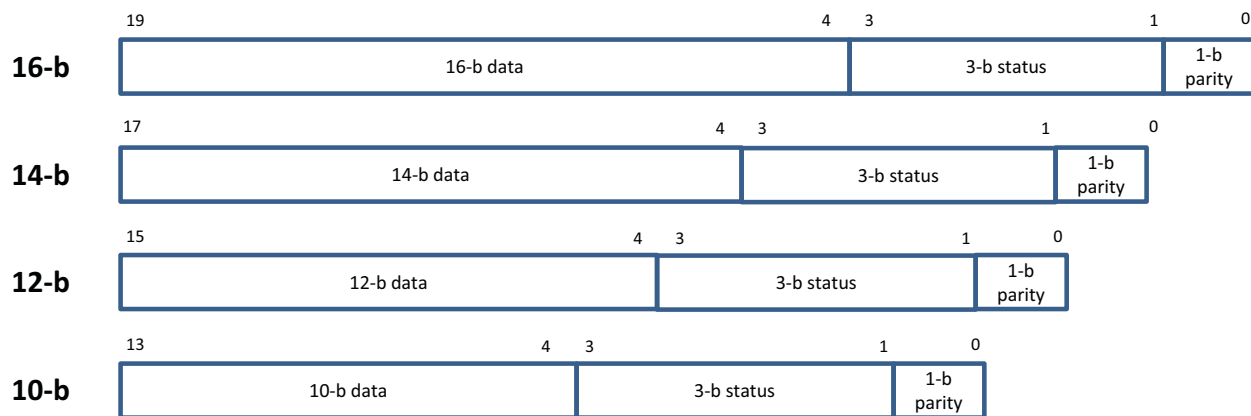 19 4 3 1 0
16-b 16-b data 3-b status 1-b
parity
17 4 3 1 0
14-b 14-b data 3-b status 1-b
parity
15 4 3 1 0
12-b 12-b data 3-b status 1-b
parity
13 4 3 1 0
10-b 10-b data 3-b status 1-b
parity